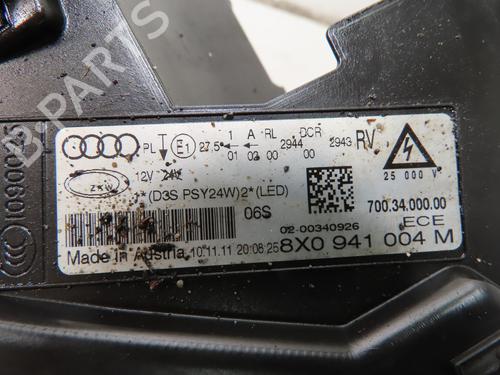 PL E1 27.5 1 A RL DCR
01 02 00 2944 00 00 2943 RV
ZKW 12V 24V
*(D3S PSY24W)2*(LED)
25 000 V
06S
02-00340926
700.34.000.00
ECE
Made in Austria 10.11.11 20:08:25 8X0 941 004 M
B-PARTS